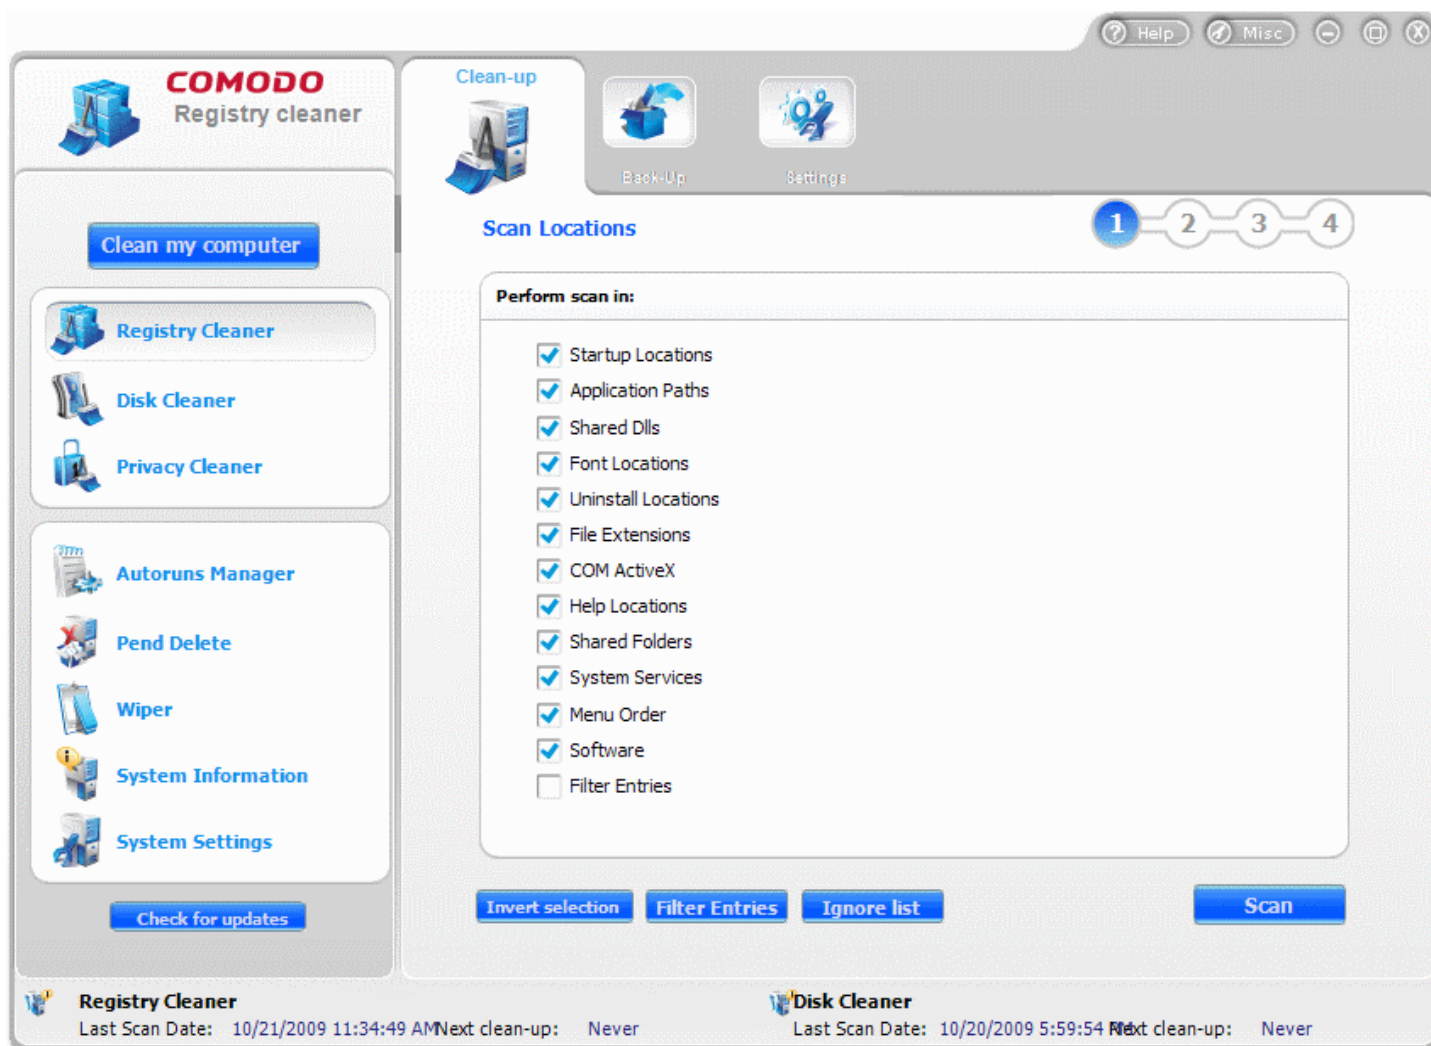 Help
Misc
COMODO
Registry cleaner
Clean-up
Back-Up
Settings
Clean my computer
Registry Cleaner
Disk Cleaner
Privacy Cleaner
Autoruns Manager
Pend Delete
Wiper
System Information
System Settings
Check for updates
Scan Locations
1 2 3 4
Perform scan in:
Startup Locations
Application Paths
Shared Dlls
Font Locations
Uninstall Locations
File Extensions
COM ActiveX
Help Locations
Shared Folders
System Services
Menu Order
Software
Filter Entries
Invert selection
Filter Entries
Ignore list
Scan
Registry Cleaner
Last Scan Date: 10/21/2009 11:34:49 AM Next clean-up: Never
Disk Cleaner
Last Scan Date: 10/20/2009 5:59:54 clean-up: Never